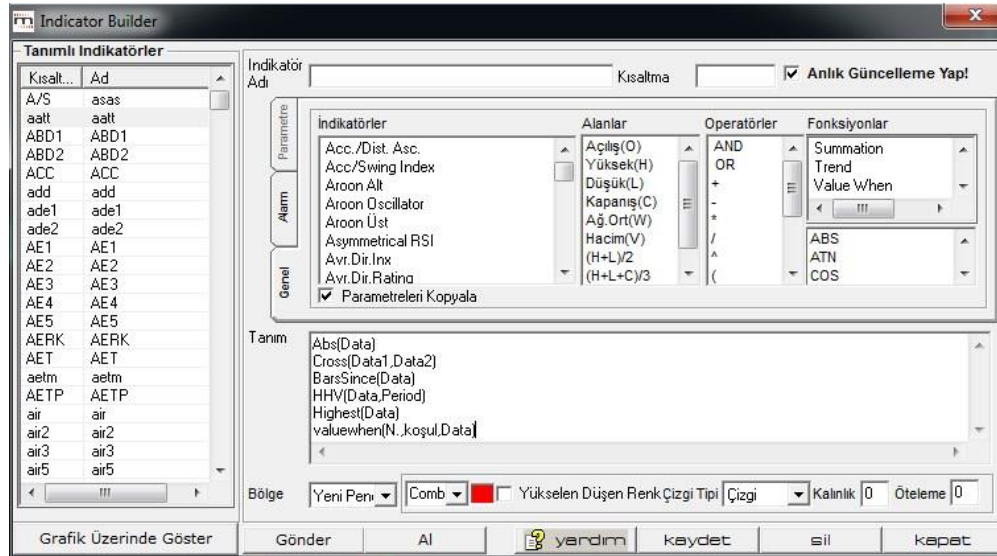 Indicator Builder
Tanımlı Indikatörler
Kısalt... Ad
A/S asas
aatt aatt
ABD1 ABD1
ABD2 ABD2
ACC ACC
add add
ade1 ade1
ade2 ade2
AE1 AE1
AE2 AE2
AE3 AE3
AE4 AE4
AE5 AE5
AERK AERK
AET AET
aetm aetm
AETP AETP
air air
air2 air2
air3 air3
air5 air5
Grafik Üzerinde Göster
Indikatör Adı
Kısaltma
Anlık Güncelleme Yap!
Parametre
Alarm
Genel
İndikatörler
Acc./Dist. Asc.
Acc/Swing Index
Aroon Alt
Aroon Oscillator
Aroon Üst
Asymmetrical RSI
Avr.Dir.Inx
Avr.Dir.Rating
Parametreleri Kopyala
Alanlar
Açılış(O)
Yüksek(H)
Düşük(L)
Kapanış(C)
Ağ.Ort(W)
Hacim(V)
(H+L)/2
(H+L+C)/3
Operatörler
AND
OR
+
-
*
/
^
(
Fonksiyonlar
Summation
Trend
Value When
ABS
ATN
COS
Tanım
Abs(Data)
Cross(Data1,Data2)
BarsSince(Data)
HHV(Data,Period)
Highest(Data)
valuewhen(N.,koşul,Data)
Bölge Yeni Pen Comb Yükselen Düşen Renk Çizgi Tipi Çizgi Kalınlık 0 Öteleme 0
Gönder Al yardım kaydet sil kapat